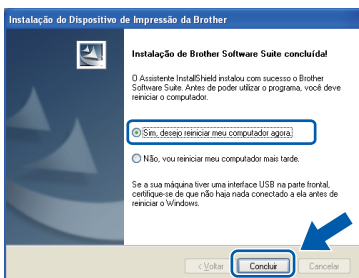 Instalação do Dispositivo de Impressão da Brother
Instalação de Brother Software Suite concluída!
O Assistente InstallShield instalou com sucesso o Brother
Software Suite. Antes de poder utilizar o programa, você deve
reiniciar o computador.
Sim, desejo reiniciar meu computador agora.
Não, vou reiniciar meu computador mais tarde.
Se a sua máquina tiver uma interface USB na parte frontal,
certifique-se de que não haja nada conectado a ela antes de
reiniciar o Windows.
< Voltar Concluir Cancelar